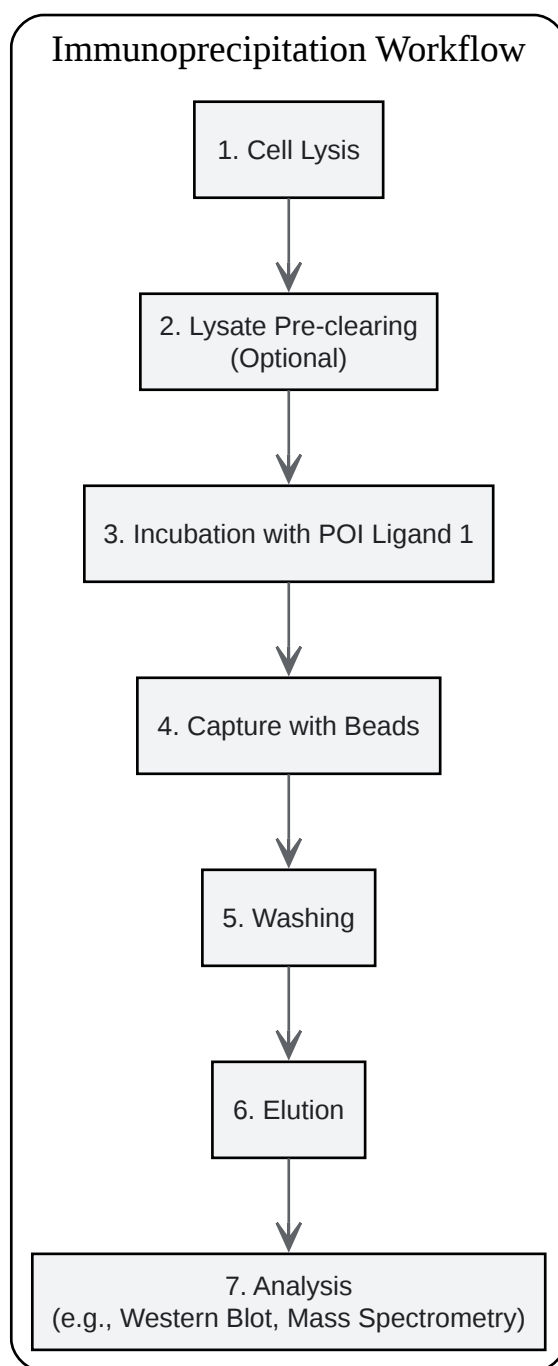 Immunoprecipitation Workflow
1. Cell Lysis
2. Lysate Pre-clearing
(Optional)
3. Incubation with POI Ligand 1
4. Capture with Beads
5. Washing
6. Elution
7. Analysis
(e.g., Western Blot, Mass Spectrometry)